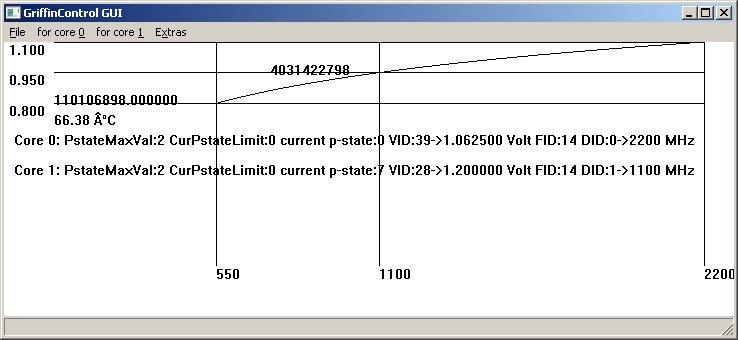 GriffinControl GUI
File for core 0 for core 1 Extras
1.100
4031422798
0.950
110106898.000000
0.800
66.38 Â°C
Core 0: PstateMaxVal:2 CurPstateLimit:0 current p-state:0 VID:39->1.062500 Volt FID:14 DID:0->2200 MHz
Core 1: PstateMaxVal:2 CurPstateLimit:0 current p-state:7 VID:28->1.200000 Volt FID:14 DID:1->1100 MHz
550 1100 2200